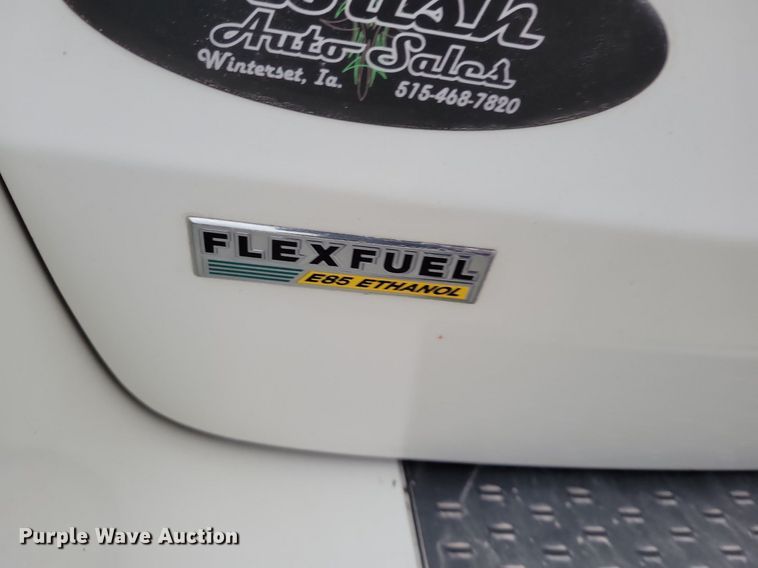 Auto Sales
Winterset, Ia.
515-468-7820
FLEXFUEL
E85 ETHANOL
Purple Wave Auction